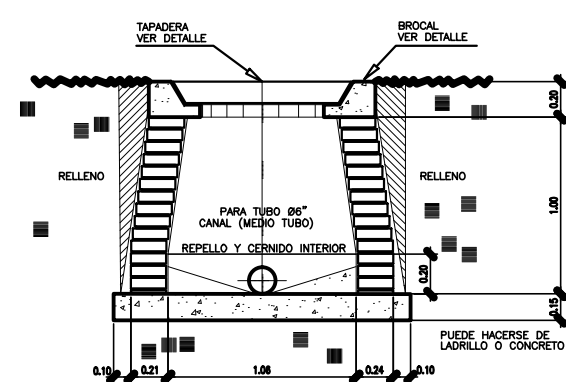 TAPADERA
VER DETALLE
BROCAL
VER DETALLE
0.20
RELLENO
RELLENO
1.00
PARA TUBO Ø6"
CANAL (MEDIO TUBO)
REPELLO Y CERNIDO INTERIOR
0.20
0.15
PUEDE HACERSE DE
LADRILLO O CONCRETO
0.10 0.21 1.06 0.24 0.10